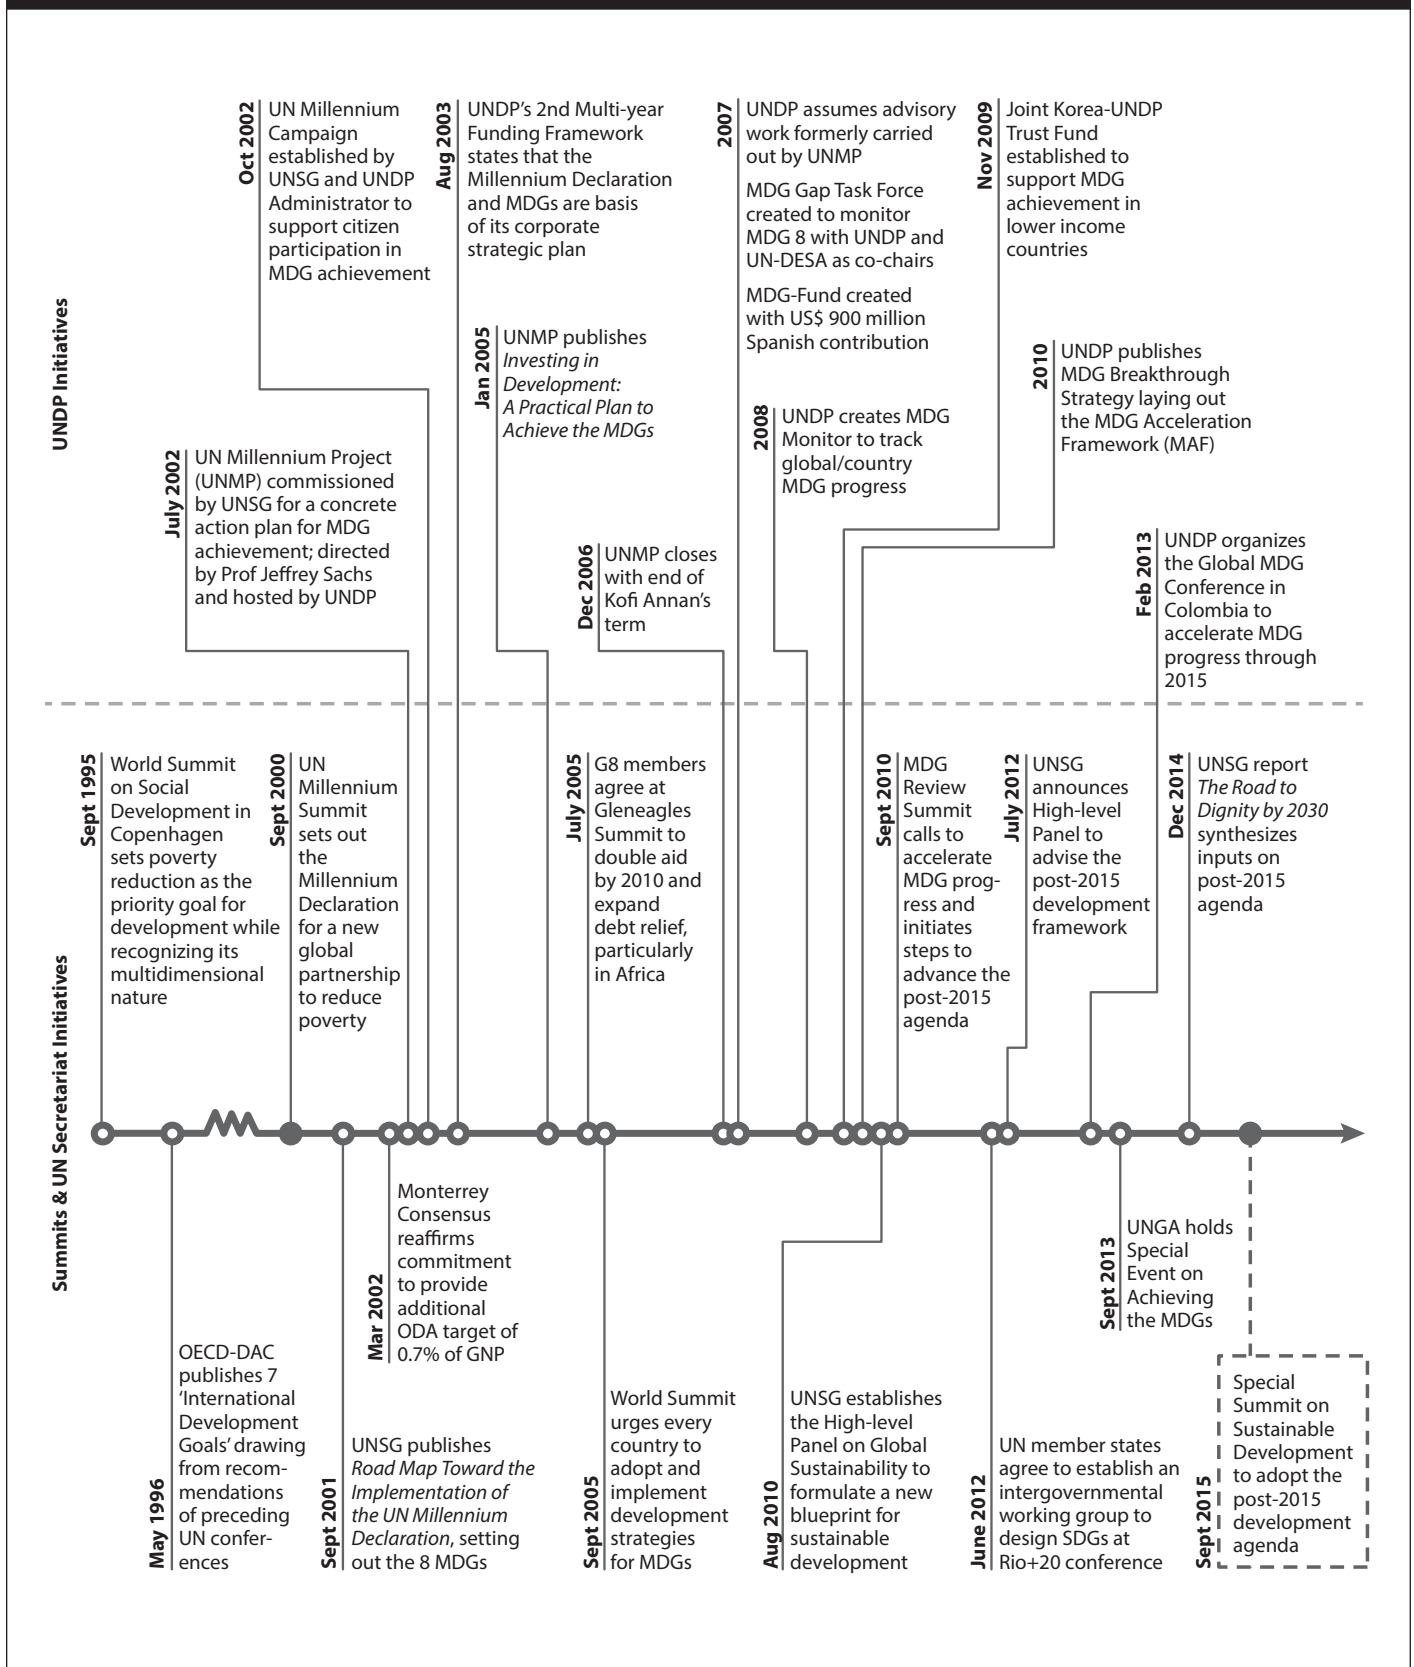 UNDP Initiatives
Oct 2002
UN Millennium
Campaign
established by
UNSG and UNDP
Administrator to
support citizen
participation in
MDG achievement
Aug 2003
UNDP's 2nd Multi-year
Funding Framework
states that the
Millennium Declaration
and MDGs are basis
of its corporate
strategic plan
2007
UNDP assumes advisory
work formerly carried
out by UNMP
MDG Gap Task Force
created to monitor
MDG 8 with UNDP and
UN-DESA as co-chairs
MDG-Fund created
with US$ 900 million
Spanish contribution
Nov 2009
Joint Korea-UNDP
Trust Fund
established to
support MDG
achievement in
lower income
countries
Jan 2005
UNMP publishes
Investing in
Development:
A Practical Plan to
Achieve the MDGs
2010
UNDP publishes
MDG Breakthrough
Strategy laying out
the MDG Acceleration
Framework (MAF)
2008
UNDP creates MDG
Monitor to track
global/country
MDG progress
July 2002
UN Millennium Project
(UNMP) commissioned
by UNSG for a concrete
action plan for MDG
achievement; directed
by Prof Jeffrey Sachs
and hosted by UNDP
Dec 2006
UNMP closes
with end of
Kofi Annan's
term
Feb 2013
UNDP organizes
the Global MDG
Conference in
Colombia to
accelerate MDG
progress through
2015
Summits & UN Secretariat Initiatives
Sept 1995
World Summit
on Social
Development in
Copenhagen
sets poverty
reduction as the
priority goal for
development while
recognizing its
multidimensional
nature
Sept 2000
UN
Millennium
Summit
sets out
the
Millennium
Declaration
for a new
global
partnership
to reduce
poverty
July 2005
G8 members
agree at
Gleneagles
Summit to
double aid
by 2010 and
expand
debt relief,
particularly
in Africa
Sept 2010
MDG
Review
Summit
calls to
accelerate
MDG prog-
ress and
initiates
steps to
advance the
post-2015
agenda
July 2012
UNSG
announces
High-level
Panel to
advise the
post-2015
development
framework
Dec 2014
UNSG report
The Road to
Dignity by 2030
synthesizes
inputs on
post-2015
agenda
May 1996
OECD-DAC
publishes 7
'International
Development
Goals' drawing
from recom-
mendations
of preceding
UN confer-
ences
Sept 2001
UNSG publishes
Road Map Toward the
Implementation of
the UN Millennium
Declaration, setting
out the 8 MDGs
Mar 2002
Monterrey
Consensus
reaffirms
commitment
to provide
additional
ODA target of
0.7% of GNP
Sept 2005
World Summit
urges every
country to
adopt and
implement
development
strategies
for MDGs
Aug 2010
UNSG establishes
the High-level
Panel on Global
Sustainability to
formulate a new
blueprint for
sustainable
development
June 2012
UN member states
agree to establish an
intergovernmental
working group to
design SDGs at
Rio+20 conference
Sept 2013
UNGA holds
Special
Event on
Achieving
the MDGs
Sept 2015
Special
Summit on
Sustainable
Development
to adopt the
post-2015
development
agenda